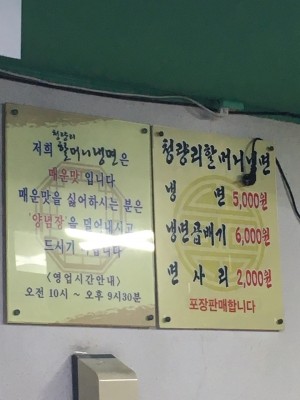 청량리
저희 할머니냉면은
매운맛입니다
매운맛을 싫어하시는 분은
'양념장'을 덜어내시고
드시기 바랍니다
〈영업시간안내〉
오전 10시 ~ 오후 9시30분
청량리할머니냉면
냉면 5,000원
냉면곱빼기 6,000원
면사리 2,000원
포장판매합니다